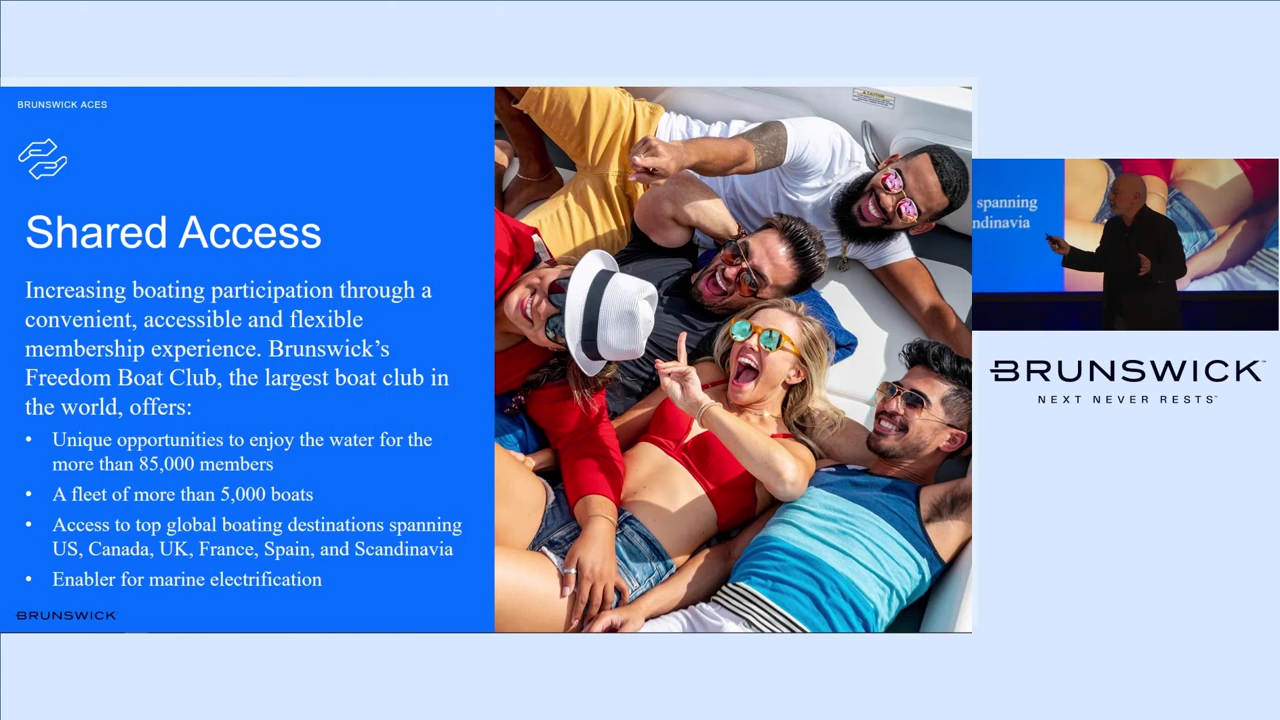 BRUNSWICK ACES
Shared Access
Increasing boating participation through a
convenient, accessible and flexible
membership experience. Brunswick's
Freedom Boat Club, the largest boat club in
the world, offers:
• Unique opportunities to enjoy the water for the
more than 85,000 members
• A fleet of more than 5,000 boats
• Access to top global boating destinations spanning
US, Canada, UK, France, Spain, and Scandinavia
• Enabler for marine electrification
BRUNSWICK
CAUTION
spanning
ndinavia
BRUNSWICK™
NEXT NEVER RESTS™